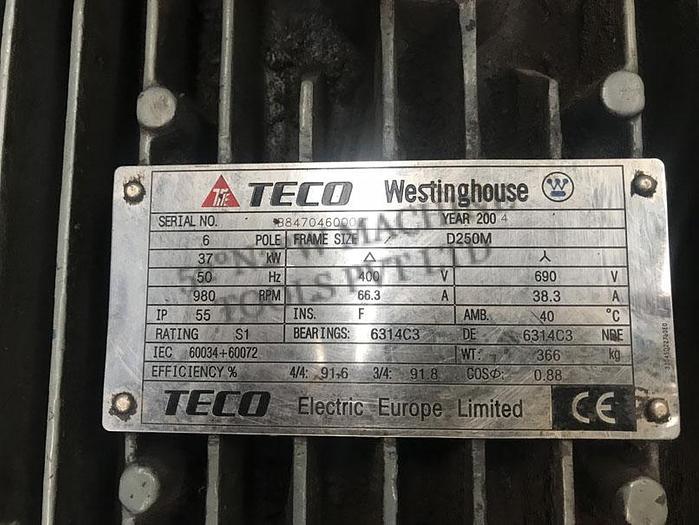 TECO Westinghouse W
SERIAL NO. YEAR 2004
6 POLE FRAME SIZE D250M
37 kW △ 人
50 Hz 400 V 690 V
980 RPM 66.3 A 38.3 A
IP 55 INS. F AMB. 40 °C
RATING S1 BEARINGS: 6314C3 DE 6314C3 NDE
IEC 60034+60072 WT: 366 kg
EFFICIENCY % 4/4: 91.6 3/4: 91.8 COSΦ: 0.88
TECO Electric Europe Limited CE